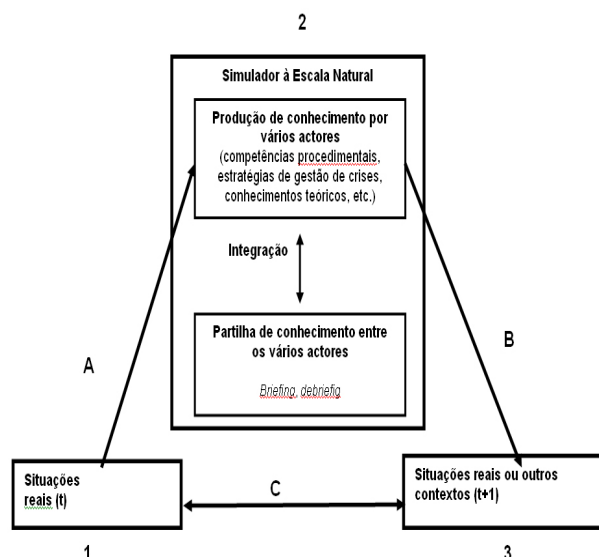 2
Simulador à Escala Natural
Produção de conhecimento por
vários actores
(competências procedimentais,
estratégias de gestão de crises,
conhecimentos teóricos, etc.)
Integração
Partilha de conhecimento entre
os vários actores
Briefing, debriefig
A
B
Situações
reais (t)
C
Situações reais ou outros
contextos (t+1)
1
3